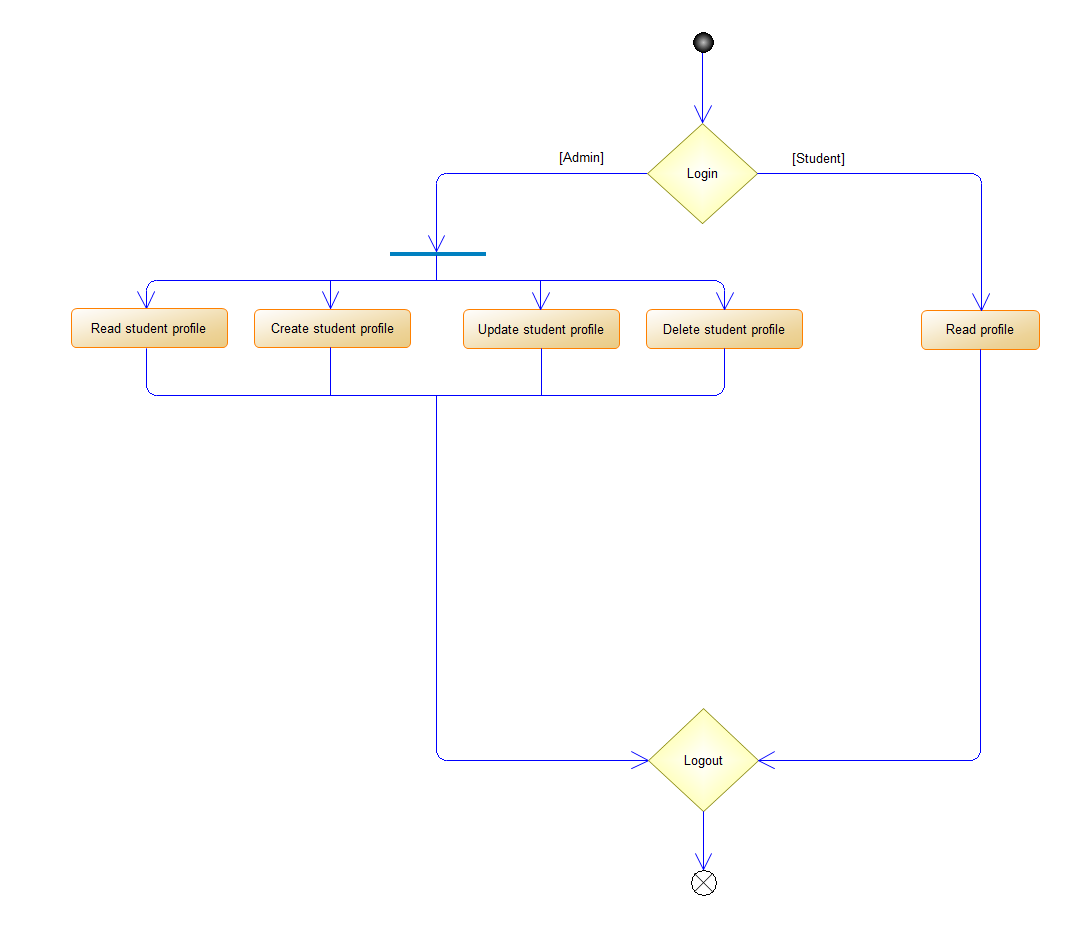 [Admin]
[Student]
Login
Read student profile
Create student profile
Update student profile
Delete student profile
Read profile
Logout